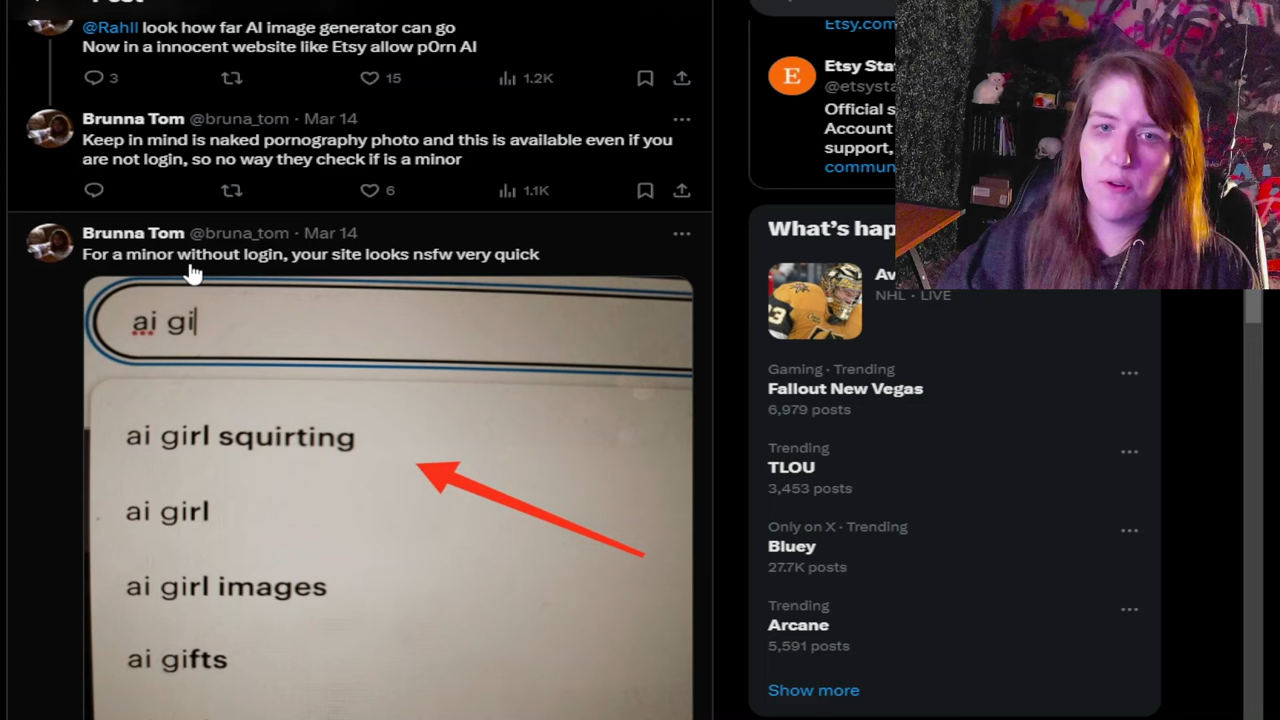 @Rahll look how far AI image generator can go
Now in a innocent website like Etsy allow p0rn AI
3
15
1.2K
Brunna Tom @bruna_tom · Mar 14
Keep in mind is naked pornography photo and this is available even if you
are not login, so no way they check if is a minor
6
1.1K
Brunna Tom @bruna_tom · Mar 14
For a minor without login, your site looks nsfw very quick
ai gi
ai girl squirting
ai girl
ai girl images
ai gifts
Etsy.com
E
Etsy Sta
@etsysta
Official s
Account
support,
commun
What's hap
Av
NHL · LIVE
Gaming · Trending
Fallout New Vegas
6,979 posts
Trending
TLOU
3,453 posts
Only on X · Trending
Bluey
27.7K posts
Trending
Arcane
5,591 posts
Show more